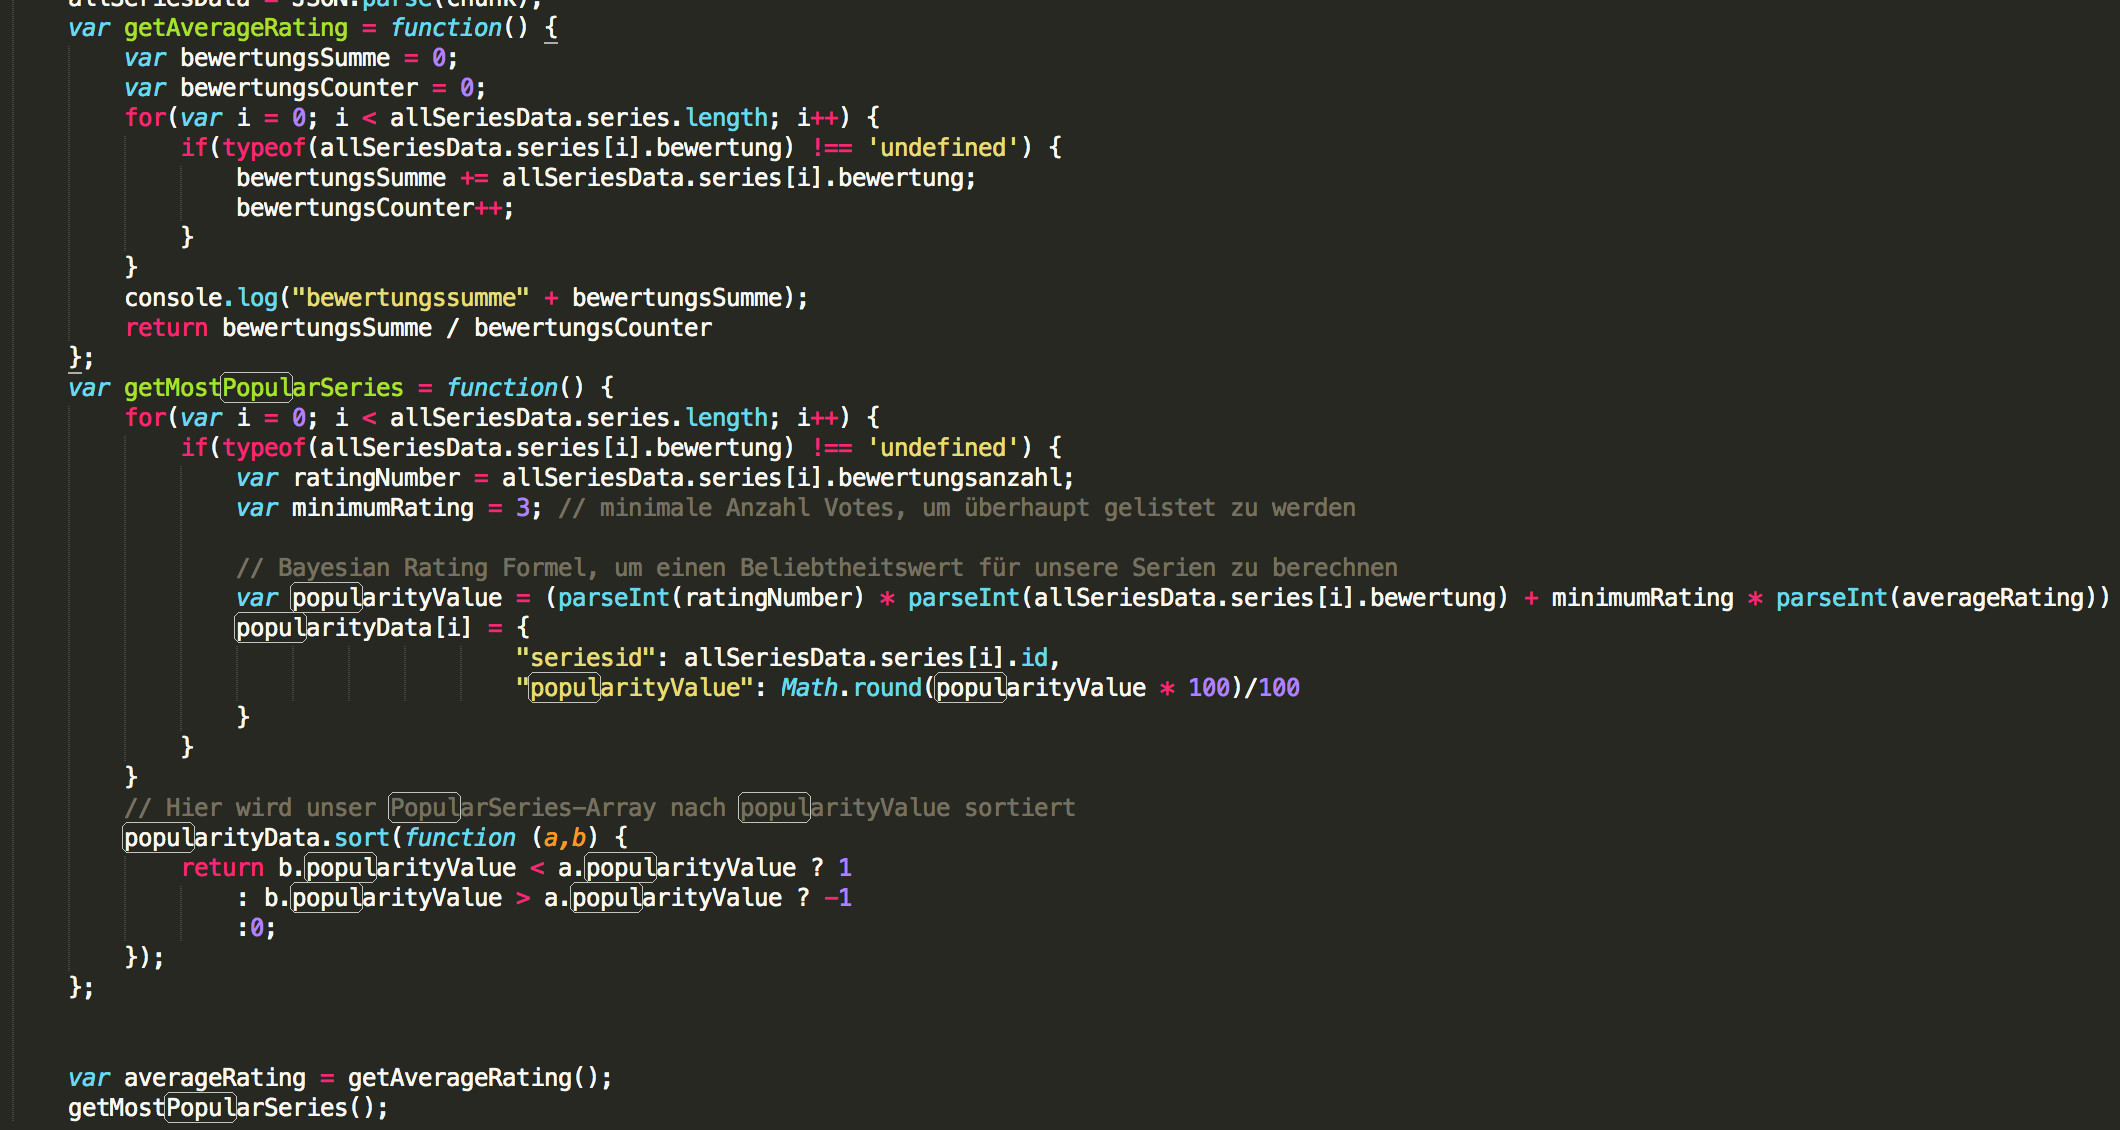 allSeriesData = JSON.parse(chunk);
var getAverageRating = function() {
var bewertungsSumme = 0;
var bewertungsCounter = 0;
for(var i = 0; i < allSeriesData.series.length; i++) {
if(typeof(allSeriesData.series[i].bewertung) !== 'undefined') {
bewertungsSumme += allSeriesData.series[i].bewertung;
bewertungsCounter++;
}
}
console.log("bewertungssumme" + bewertungsSumme);
return bewertungsSumme / bewertungsCounter
};
var getMostPopularSeries = function() {
for(var i = 0; i < allSeriesData.series.length; i++) {
if(typeof(allSeriesData.series[i].bewertung) !== 'undefined') {
var ratingNumber = allSeriesData.series[i].bewertungsanzahl;
var minimumRating = 3; // minimale Anzahl Votes, um überhaupt gelistet zu werden
// Bayesian Rating Formel, um einen Beliebtheitswert für unsere Serien zu berechnen
var popularityValue = (parseInt(ratingNumber) * parseInt(allSeriesData.series[i].bewertung) + minimumRating * parseInt(averageRating))
popularityData[i] = {
"seriesid": allSeriesData.series[i].id,
"popularityValue": Math.round(popularityValue * 100)/100
}
}
}
// Hier wird unser PopularSeries-Array nach popularityValue sortiert
popularityData.sort(function (a,b) {
return b.popularityValue < a.popularityValue ? 1
: b.popularityValue > a.popularityValue ? -1
:0;
});
};
var averageRating = getAverageRating();
getMostPopularSeries();